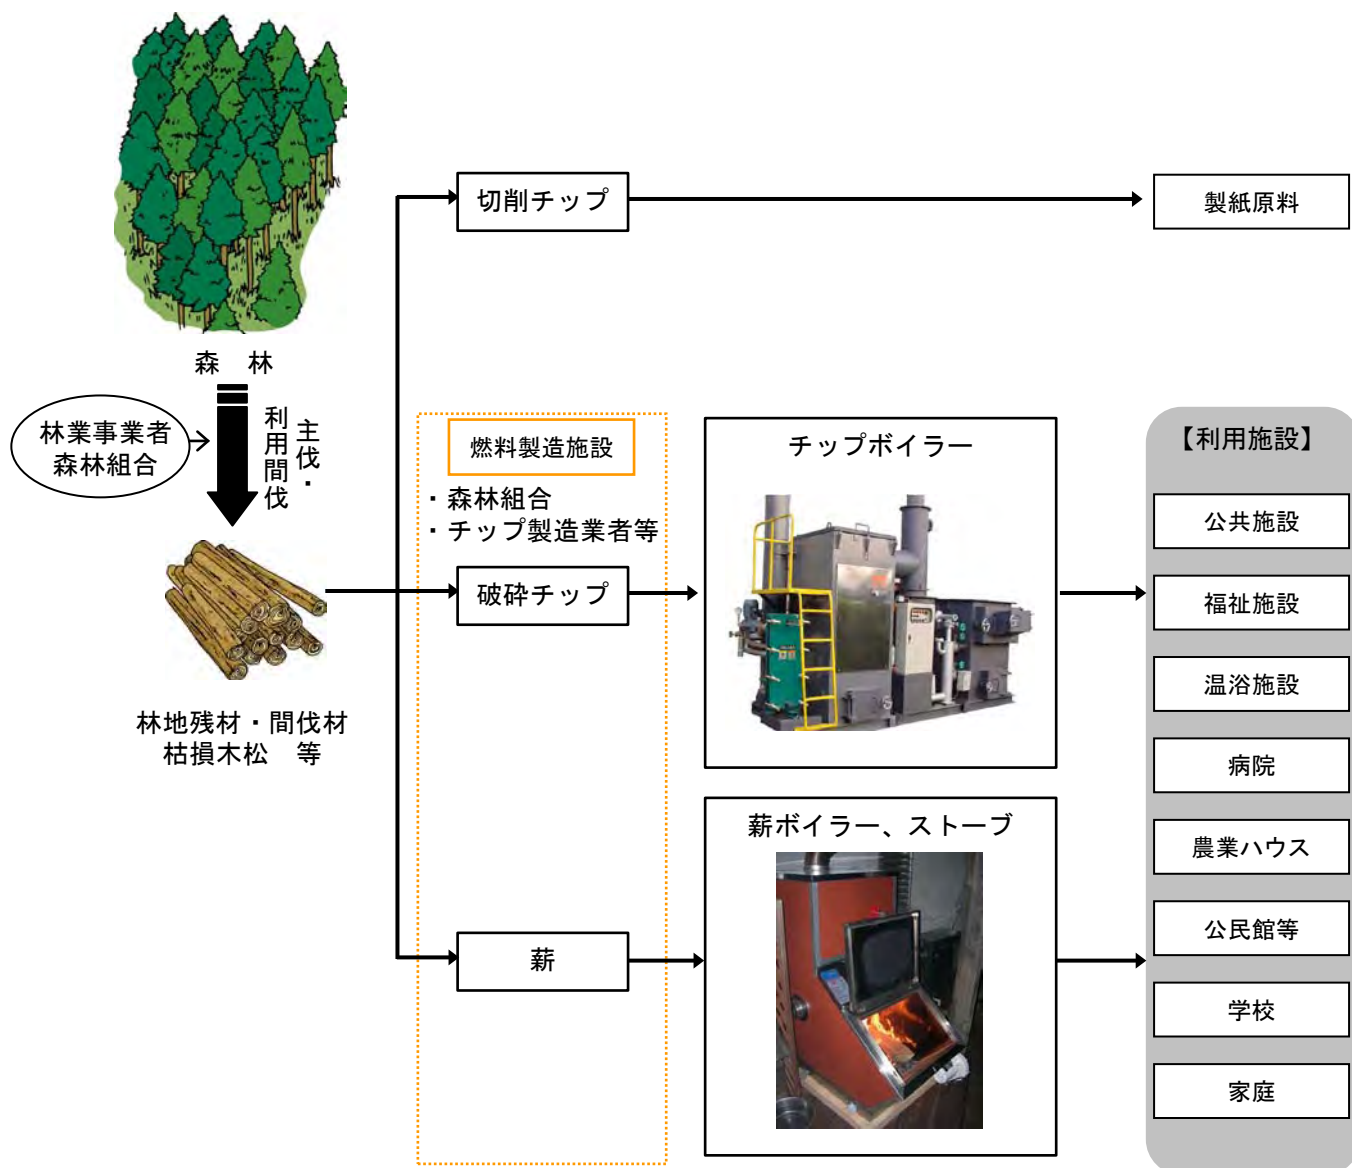 切削チップ
製紙原料
森　林
林業事業者
森林組合
主伐・
利用間伐
燃料製造施設
・森林組合
・チップ製造業者等
破砕チップ
チップボイラー
林地残材・間伐材
枯損木松　等
薪
薪ボイラー、ストーブ
【利用施設】
公共施設
福祉施設
温浴施設
病院
農業ハウス
公民館等
学校
家庭